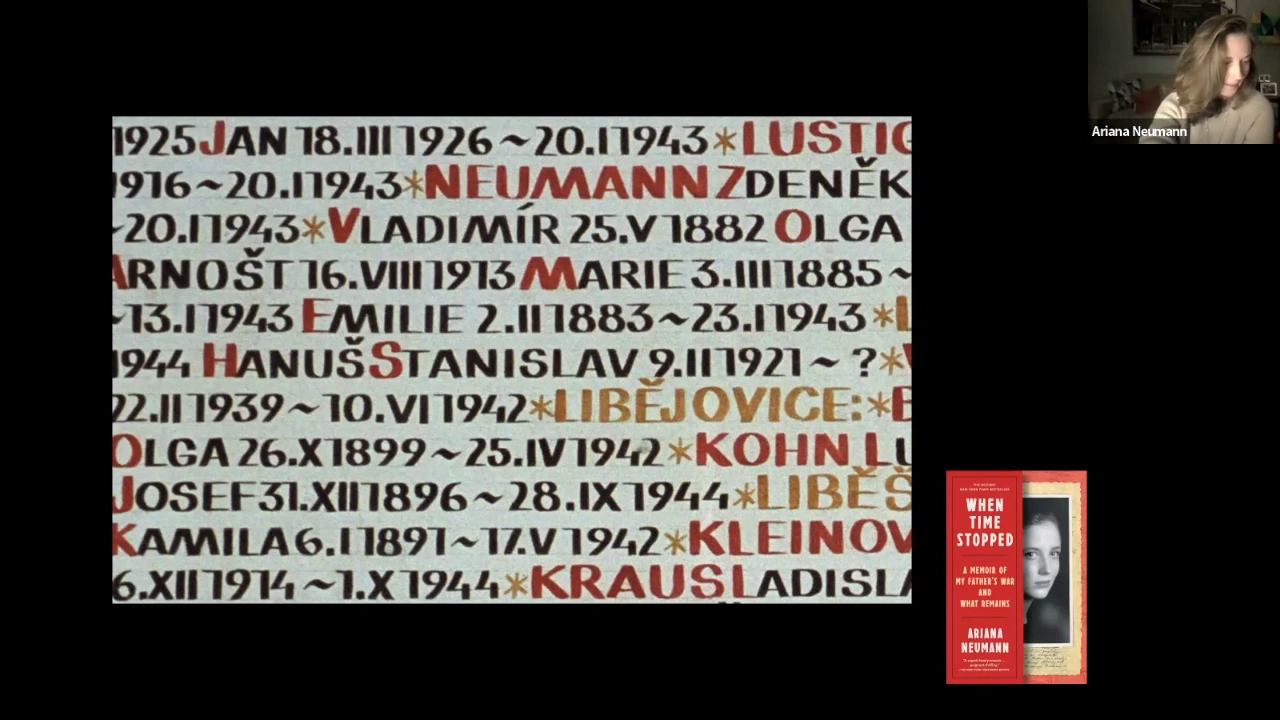 1925 JAN 18.III 1926 ~ 20.I 1943 * LUSTIG
1916 ~ 20.I 1943 * NEUMANN ZDENĚK
~20.I 1943 * VLADIMÍR 25.V 1882 OLGA
ARNOŠT 16.VIII 1913 MARIE 3.III 1885 ~
~13.I 1943 EMILIE 2.II 1883 ~ 23.I 1943 *
1944 HANUŠ STANISLAV 9.II 1921 ~ ? *
22.II 1939 ~ 10.VI 1942 * LIBĚJOVICE: *
OLGA 26.X 1899 ~ 25.IV 1942 * KOHN LU
JOSEF 31.XII 1896 ~ 28.IX 1944 * LIBĚŠ
KAMILA 6.I 1891 ~ 17.V 1942 * KLEINOV
6.XII 1914 ~ 1.X 1944 * KRAUS LADISLA
Ariana Neumann
WHEN
TIME
STOPPED
A MEMOIR OF
MY FATHER'S WAR
AND
WHAT REMAINS
ARIANA
NEUMANN